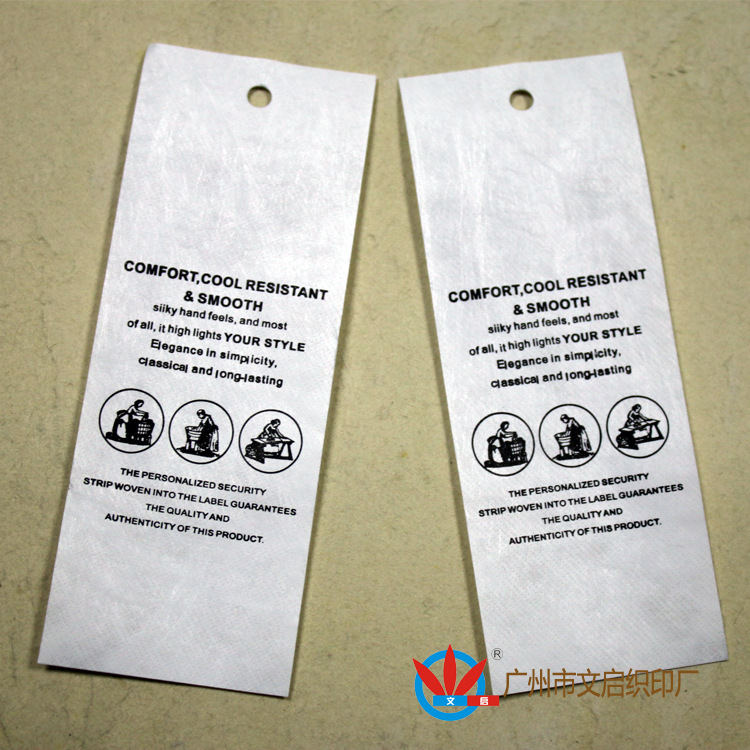 COMFORT,COOL RESISTANT
& SMOOTH
siiky hand feels, and most
of all, it high lights YOUR STYLE
Elegance in simplicity,
classical and long-lasting
THE PERSONALIZED SECURITY
STRIP WOVEN INTO THE LABEL GUARANTEES
THE QUALITY AND
AUTHENTICITY OF THIS PRODUCT.
COMFORT,COOL RESISTANT
& SMOOTH
siiky hand feels, and most
of all, it high lights YOUR STYLE
Elegance in simplicity,
classical and long-lasting
THE PERSONALIZED SECURITY
STRIP WOVEN INTO THE LABEL GUARANTEES
THE QUALITY AND
AUTHENTICITY OF THIS PRODUCT.
®
文启
广州市文启织印厂